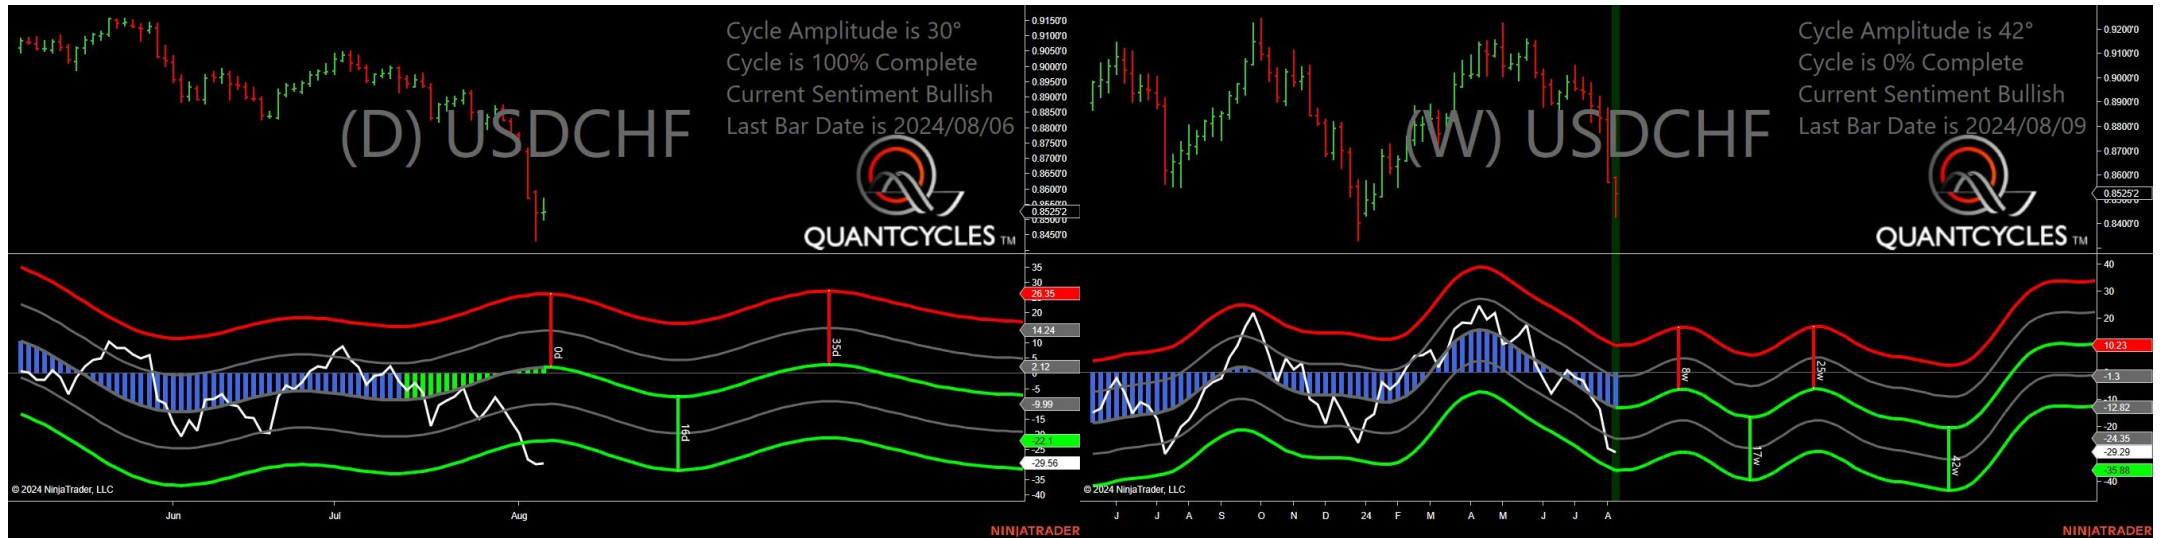 Cycle Amplitude is 30°
Cycle is 100% Complete
Current Sentiment Bullish
Last Bar Date is 2024/08/06
(D) USDCHF
QUANTCYCLES TM
0.9150'0
0.9100'0
0.9050'0
0.9000'0
0.8950'0
0.8900'0
0.8850'0
0.8800'0
0.8750'0
0.8700'0
0.8650'0
0.8600'0
0.8525'2
0.8450'0
35
30
26.35
20
14.24
10
5
2.12
-5
-9.99
-15
-22.1
-25
-29.56
-35
-40
0d
16d
35d
© 2024 NinjaTrader, LLC
Jun
Jul
Aug
NINJATRADER
Cycle Amplitude is 42°
Cycle is 0% Complete
Current Sentiment Bullish
Last Bar Date is 2024/08/09
(W) USDCHF
QUANTCYCLES TM
0.9200'0
0.9100'0
0.9000'0
0.8900'0
0.8800'0
0.8700'0
0.8600'0
0.8525'2
0.8400'0
40
30
20
10.23
-1.3
-12.82
-20
-24.35
-29.29
-35.88
-40
8w
17w
25w
42w
© 2024 NinjaTrader, LLC
J
J
A
S
O
N
D
24
F
M
A
M
J
J
A
NINJATRADER